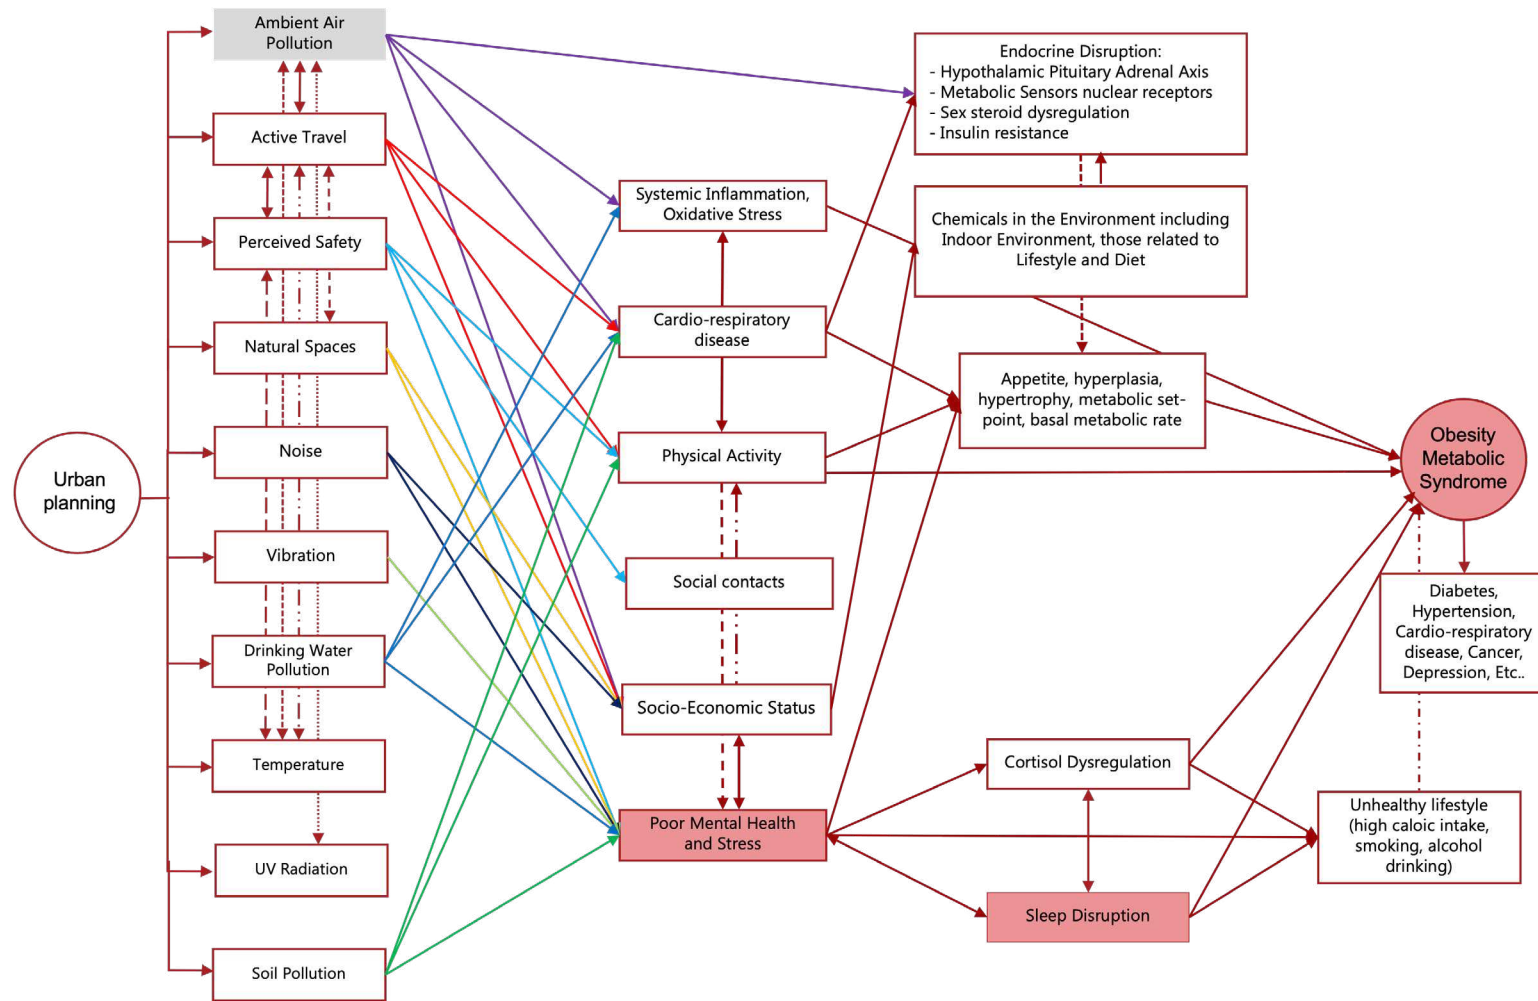 Ambient Air
Pollution
Active Travel
Perceived Safety
Natural Spaces
Noise
Vibration
Drinking Water
Pollution
Temperature
UV Radiation
Soil Pollution
Urban
planning
Systemic Inflammation,
Oxidative Stress
Cardio-respiratory
disease
Physical Activity
Social contacts
Socio-Economic Status
Poor Mental Health
and Stress
Endocrine Disruption:
- Hypothalamic Pituitary Adrenal Axis
- Metabolic Sensors nuclear receptors
- Sex steroid dysregulation
- Insulin resistance
Chemicals in the Environment including
Indoor Environment, those related to
Lifestyle and Diet
Appetite, hyperplasia,
hypertrophy, metabolic set-
point, basal metabolic rate
Cortisol Dysregulation
Sleep Disruption
Obesity
Metabolic
Syndrome
Diabetes,
Hypertension,
Cardio-respiratory
disease, Cancer,
Depression, Etc..
Unhealthy lifestyle
(high caloic intake,
smoking, alcohol
drinking)